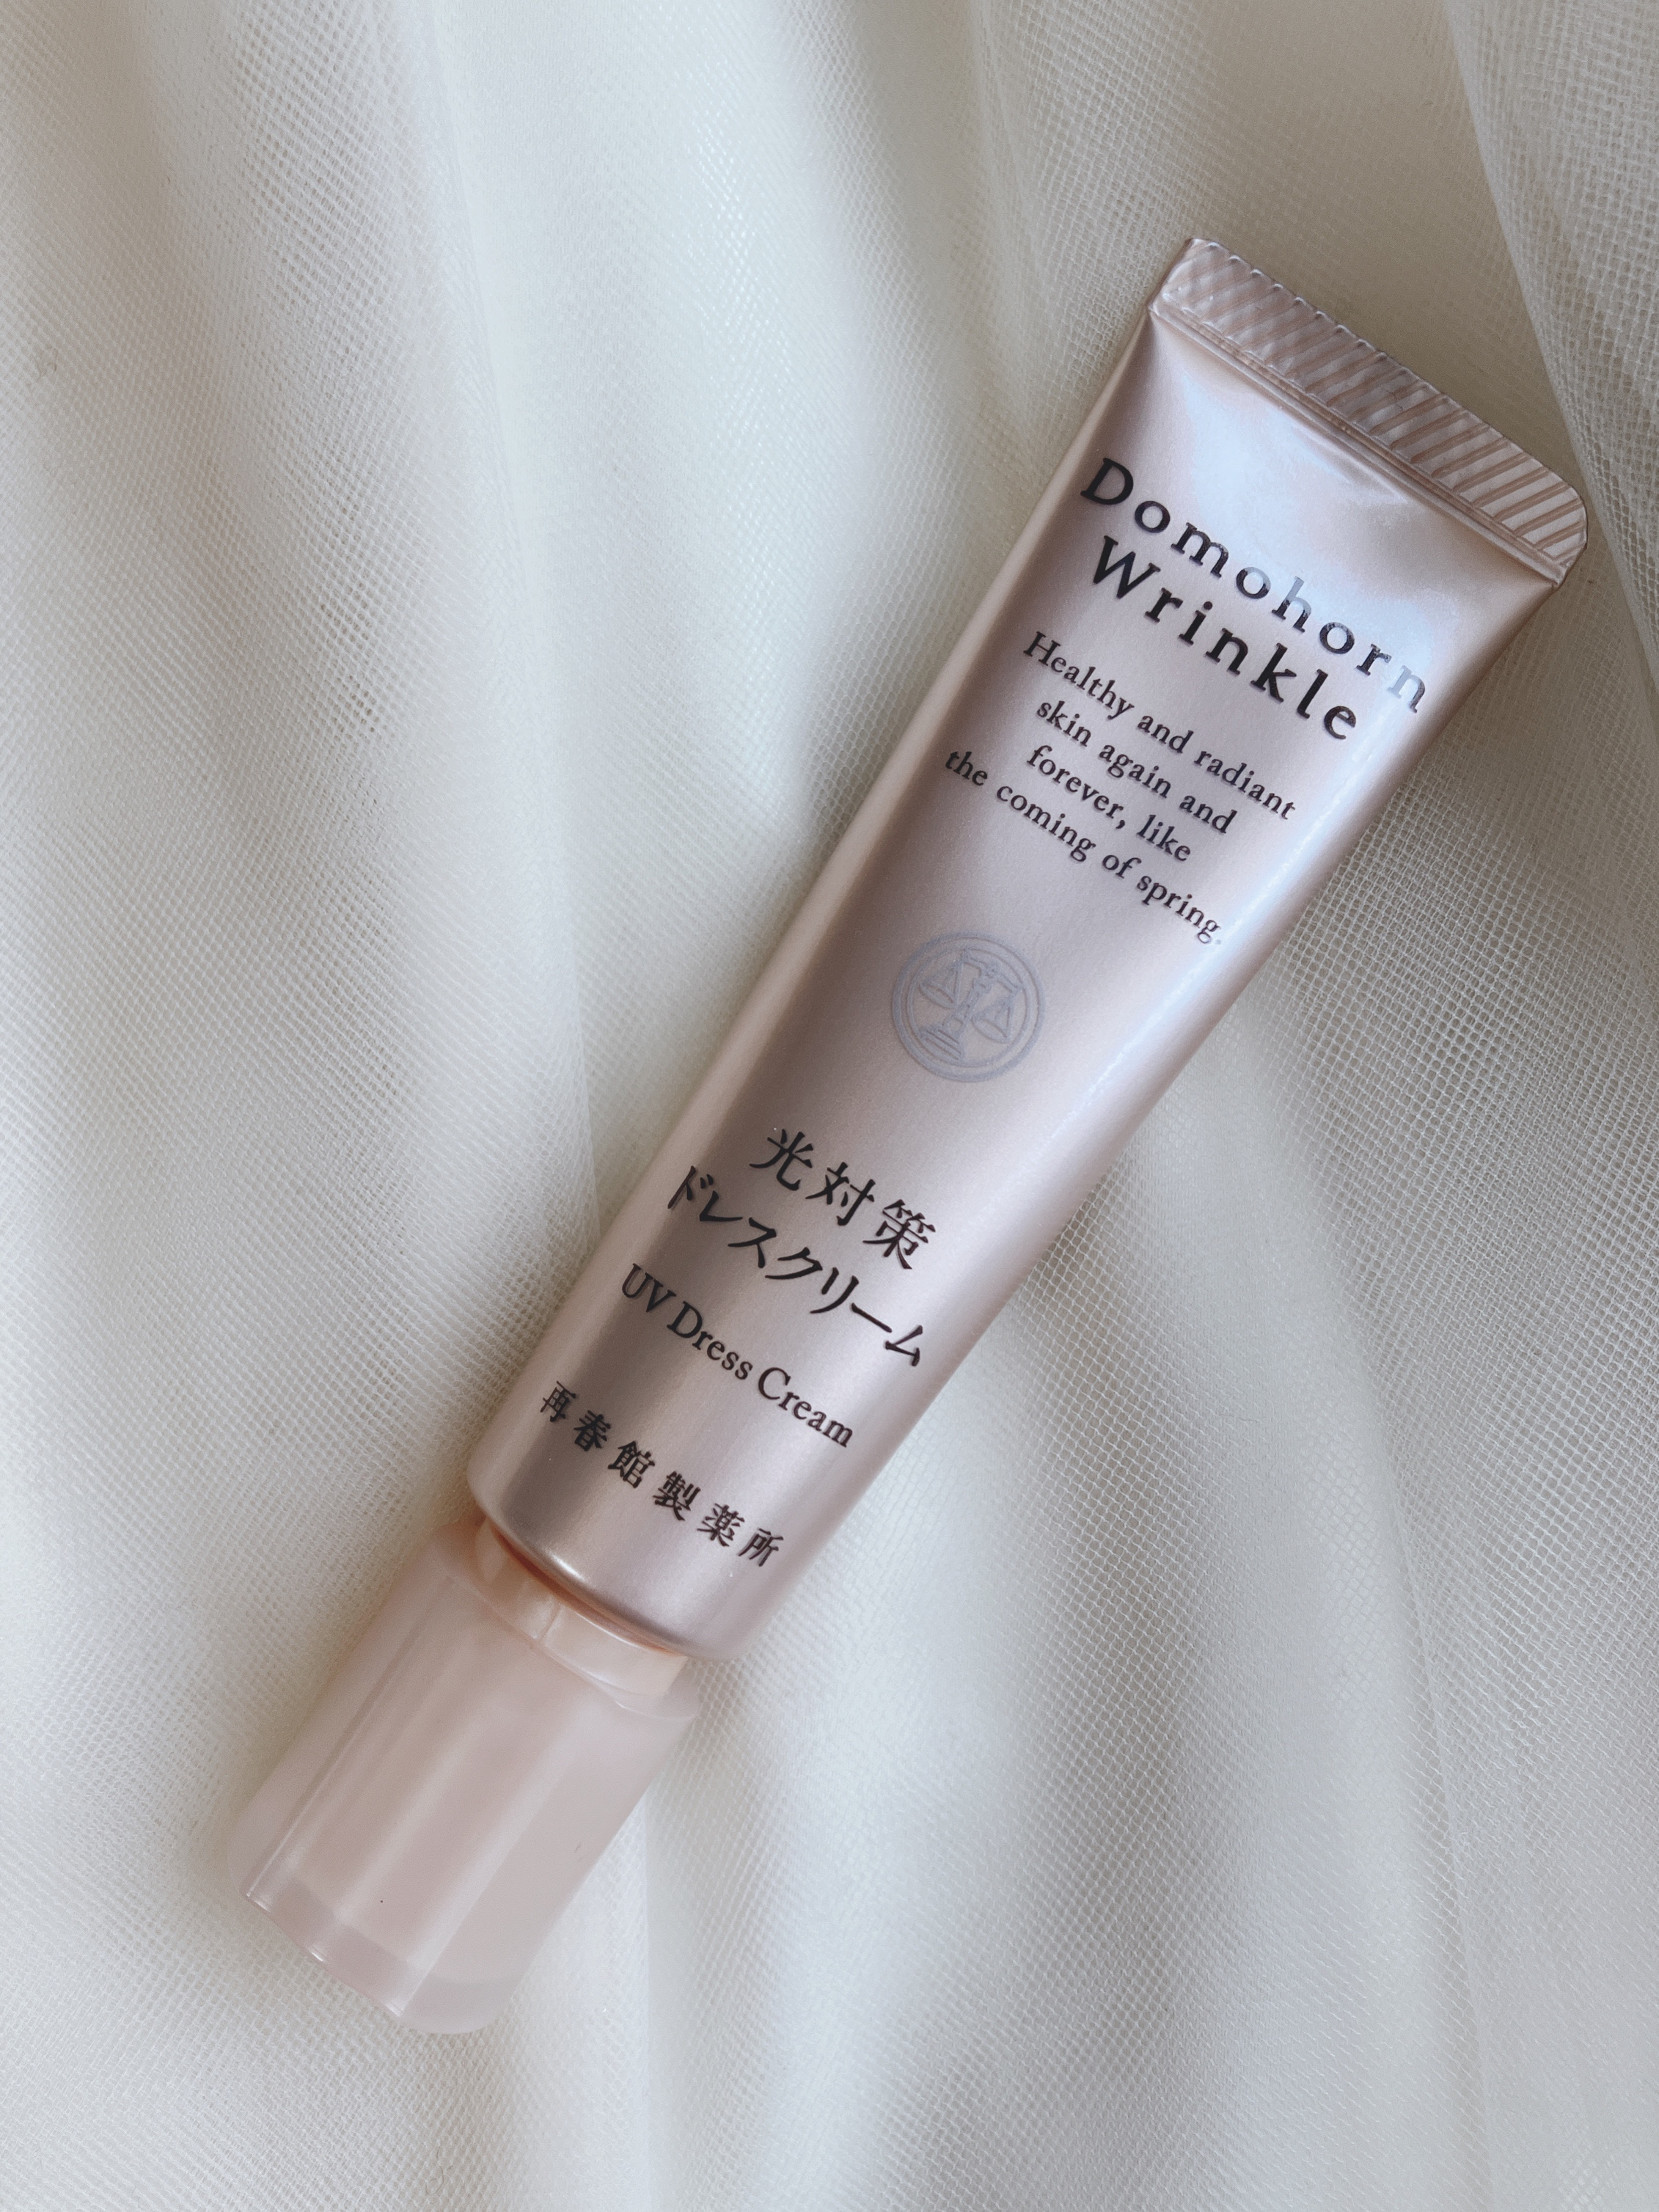 Domohorn
Wrinkle
Healthy and radiant
skin again and
forever, like
the coming of spring.
光対策
ドレスクリーム
UV Dress Cream
再春館製薬所